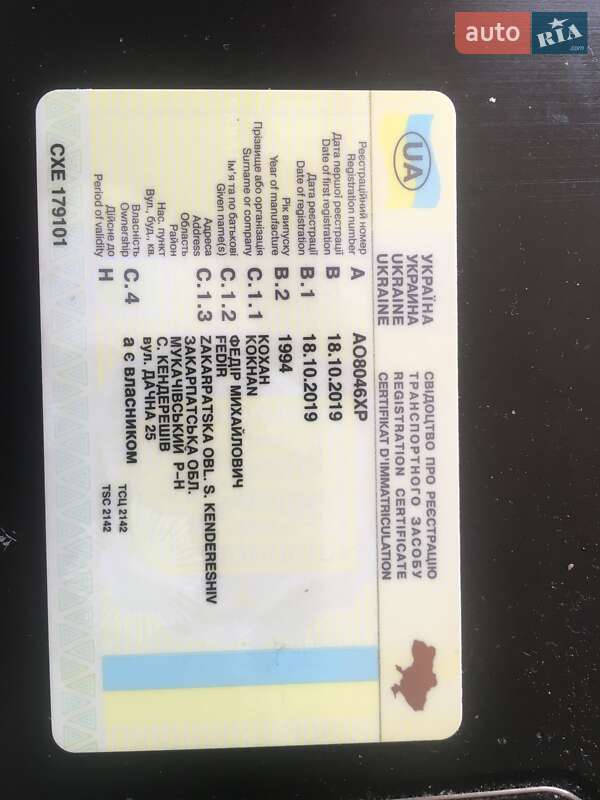 auto RIA.com
UA
УКРАЇНА
УКРАИНА
UKRAINE
UKRAINE
СВІДОЦТВО ПРО РЕЄСТРАЦІЮ
ТРАНСПОРТНОГО ЗАСОБУ
REGISTRATION CERTIFICATE
CERTIFIKAT D'IMMATRICULATION
Реєстраційний номер A АО8046ХР
Registration number
Дата першої реєстрації B 18.10.2019
Date of first registration
Дата реєстрації B.1 18.10.2019
Date of registration
Рік випуску B.2 1994
Year of manufacture
Прізвище або організація C.1.1 КОХАН
Surname or company KOKHAN
Ім'я та по батькові C.1.2 ФЕДІР МИХАЙЛОВИЧ
Given name(s) FEDIR
Адреса C.1.3 ZAKARPATSKA OBL. S. KENDERESHIV
Address
Область ЗАКАРПАТСЬКА ОБЛ.
Район МУКАЧІВСЬКИЙ Р-Н
Нас. пункт С. КЕНДЕРЕШІВ
Вул., буд., кв. вул. ДАЧНА 25
Власність C.4 а є власником
Ownership
Дійсне до H
Period of validity
ТСЦ 2142
TSC 2142
СХЕ 179101